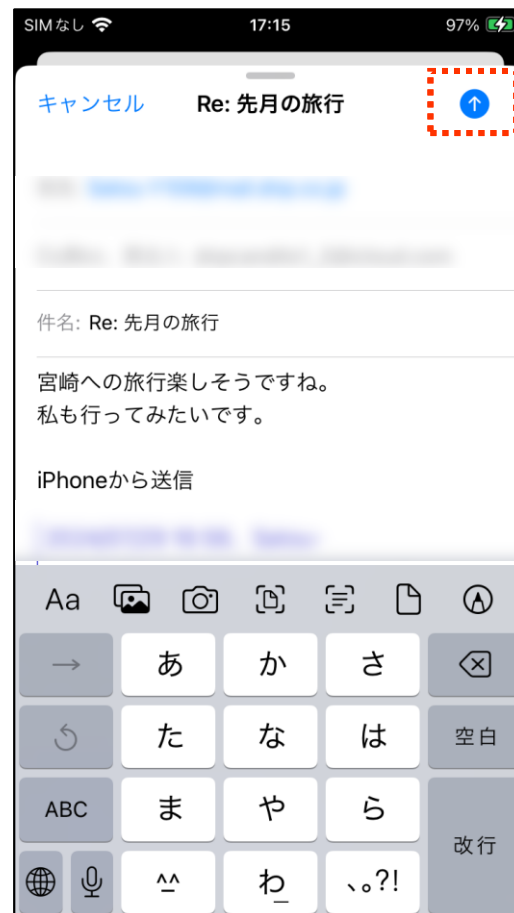 SIMなし 17:15 97%
キャンセル Re: 先月の旅行
件名: Re: 先月の旅行
宮崎への旅行楽しそうですね。
私も行ってみたいです。
iPhoneから送信
Aa
→ あ か さ
た な は 空白
ABC ま や ら
改行
^^ わ_ 、。?!